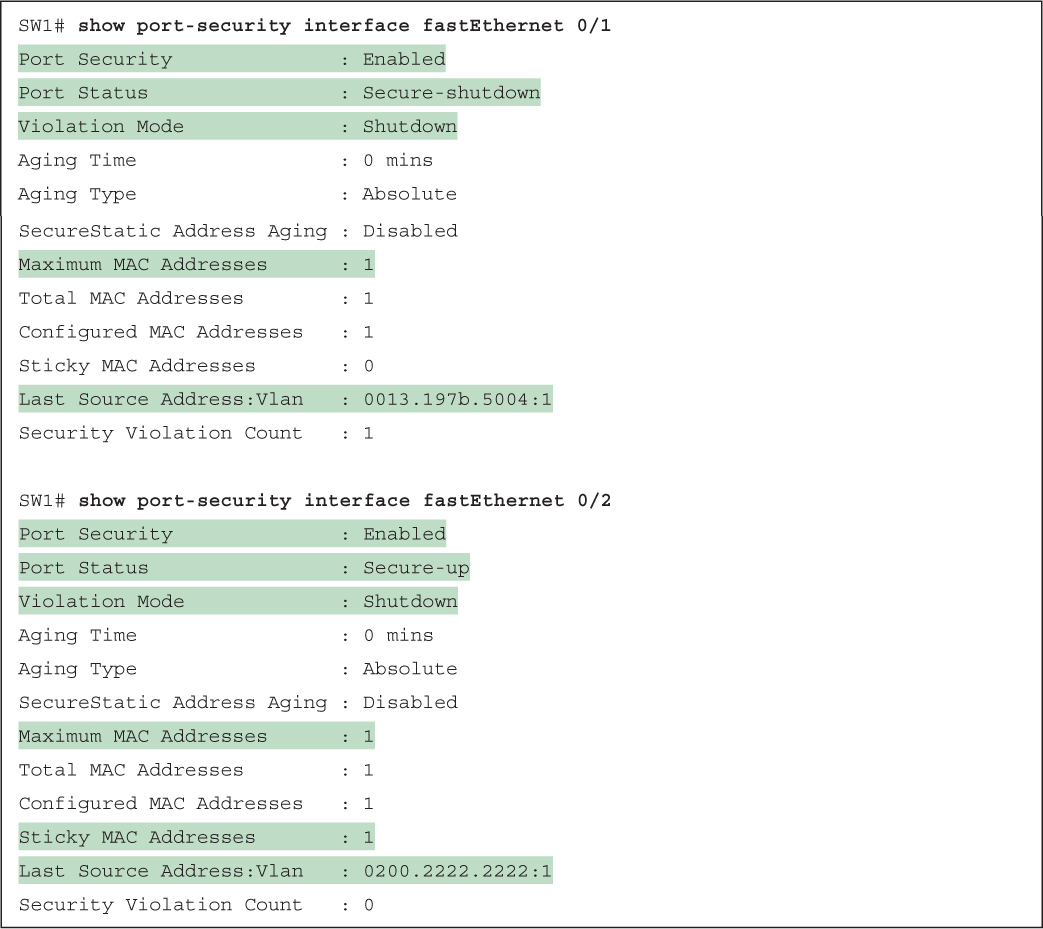 SW1# show port-security interface fastEthernet 0/1
Port Security              : Enabled
Port Status                : Secure-shutdown
Violation Mode             : Shutdown
Aging Time                 : 0 mins
Aging Type                 : Absolute
SecureStatic Address Aging : Disabled
Maximum MAC Addresses      : 1
Total MAC Addresses        : 1
Configured MAC Addresses   : 1
Sticky MAC Addresses       : 0
Last Source Address:Vlan   : 0013.197b.5004:1
Security Violation Count   : 1
SW1# show port-security interface fastEthernet 0/2
Port Security              : Enabled
Port Status                : Secure-up
Violation Mode             : Shutdown
Aging Time                 : 0 mins
Aging Type                 : Absolute
SecureStatic Address Aging : Disabled
Maximum MAC Addresses      : 1
Total MAC Addresses        : 1
Configured MAC Addresses   : 1
Sticky MAC Addresses       : 1
Last Source Address:Vlan   : 0200.2222.2222:1
Security Violation Count   : 0